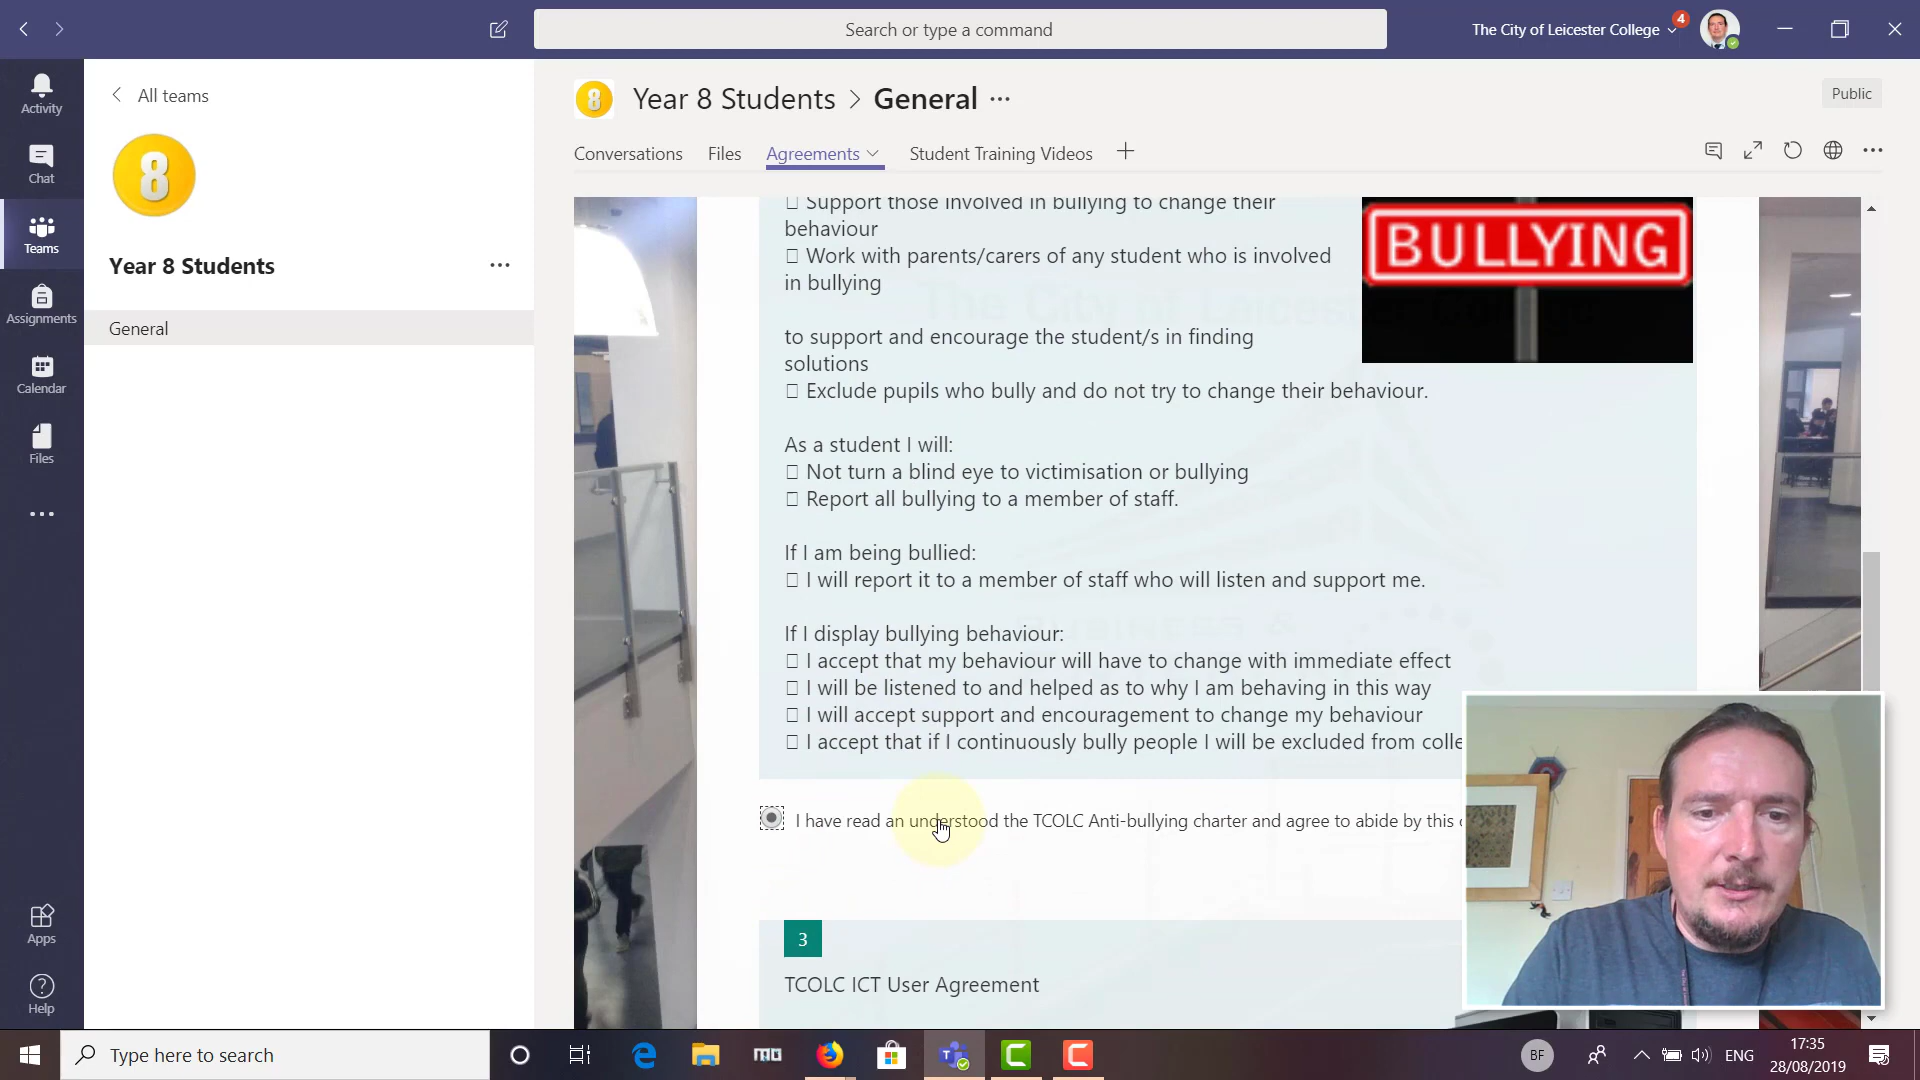 Search or type a command
The City of Leicester College
4
Activity
Chat
Teams
Assignments
Calendar
Files
Apps
Help
All teams
8
Year 8 Students
General
8
Year 8 Students > General
Public
Conversations
Files
Agreements
Student Training Videos
Support those involved in bullying to change their
behaviour
Work with parents/carers of any student who is involved
in bullying
to support and encourage the student/s in finding
solutions
Exclude pupils who bully and do not try to change their behaviour.
BULLYING
The City of Leicester College
As a student I will:
Not turn a blind eye to victimisation or bullying
Report all bullying to a member of staff.
If I am being bullied:
I will report it to a member of staff who will listen and support me.
BUSINESS &
If I display bullying behaviour:
I accept that my behaviour will have to change with immediate effect
I will be listened to and helped as to why I am behaving in this way
I will accept support and encouragement to change my behaviour
I accept that if I continuously bully people I will be excluded from colle
I have read an understood the TCOLC Anti-bullying charter and agree to abide by this
3
TCOLC ICT User Agreement
Type here to search
BF
ENG
17:35
28/08/2019